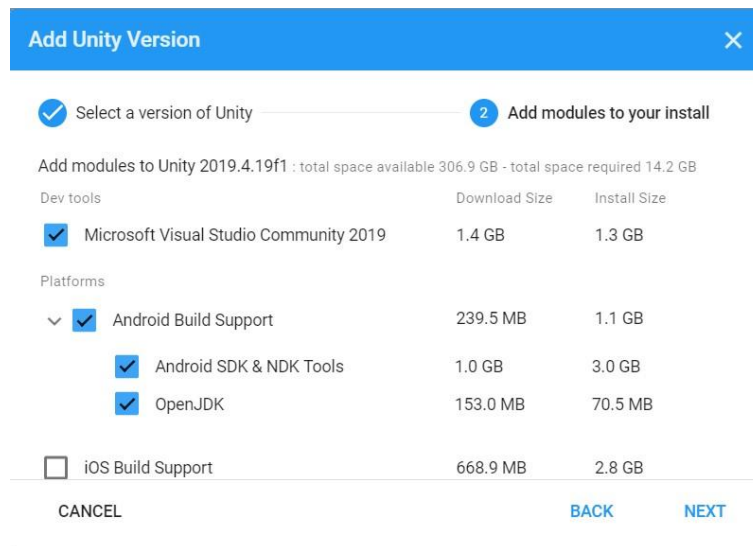 Add Unity Version
Select a version of Unity 2 Add modules to your install
Add modules to Unity 2019.4.19f1 : total space available 306.9 GB - total space required 14.2 GB
Dev tools Download Size Install Size
Microsoft Visual Studio Community 2019 1.4 GB 1.3 GB
Platforms
Android Build Support 239.5 MB 1.1 GB
Android SDK & NDK Tools 1.0 GB 3.0 GB
OpenJDK 153.0 MB 70.5 MB
iOS Build Support 668.9 MB 2.8 GB
CANCEL BACK NEXT